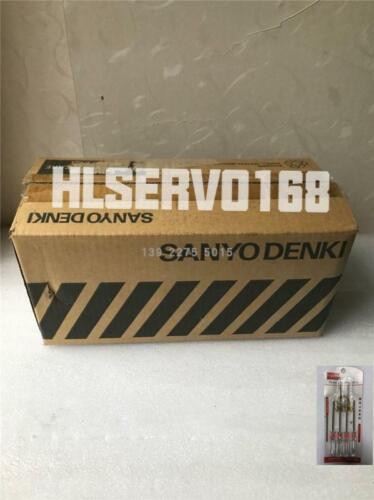 HLSERVO168
SANYO DENKI
139 2275 5015
SANYO DENKI